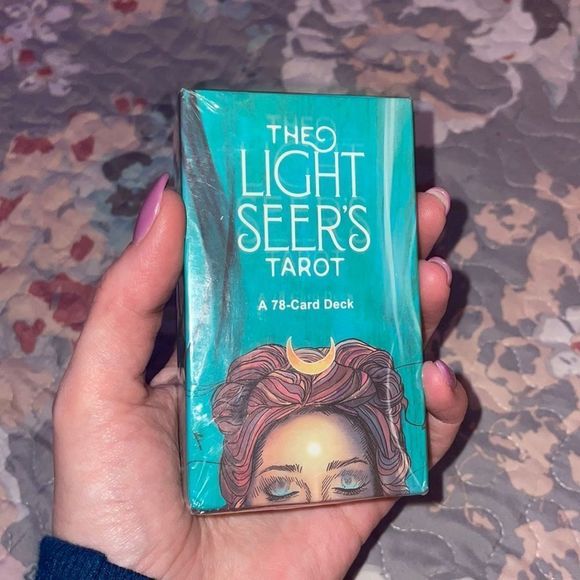 THE
LIGHT
SEER'S
TAROT
A 78-Card Deck